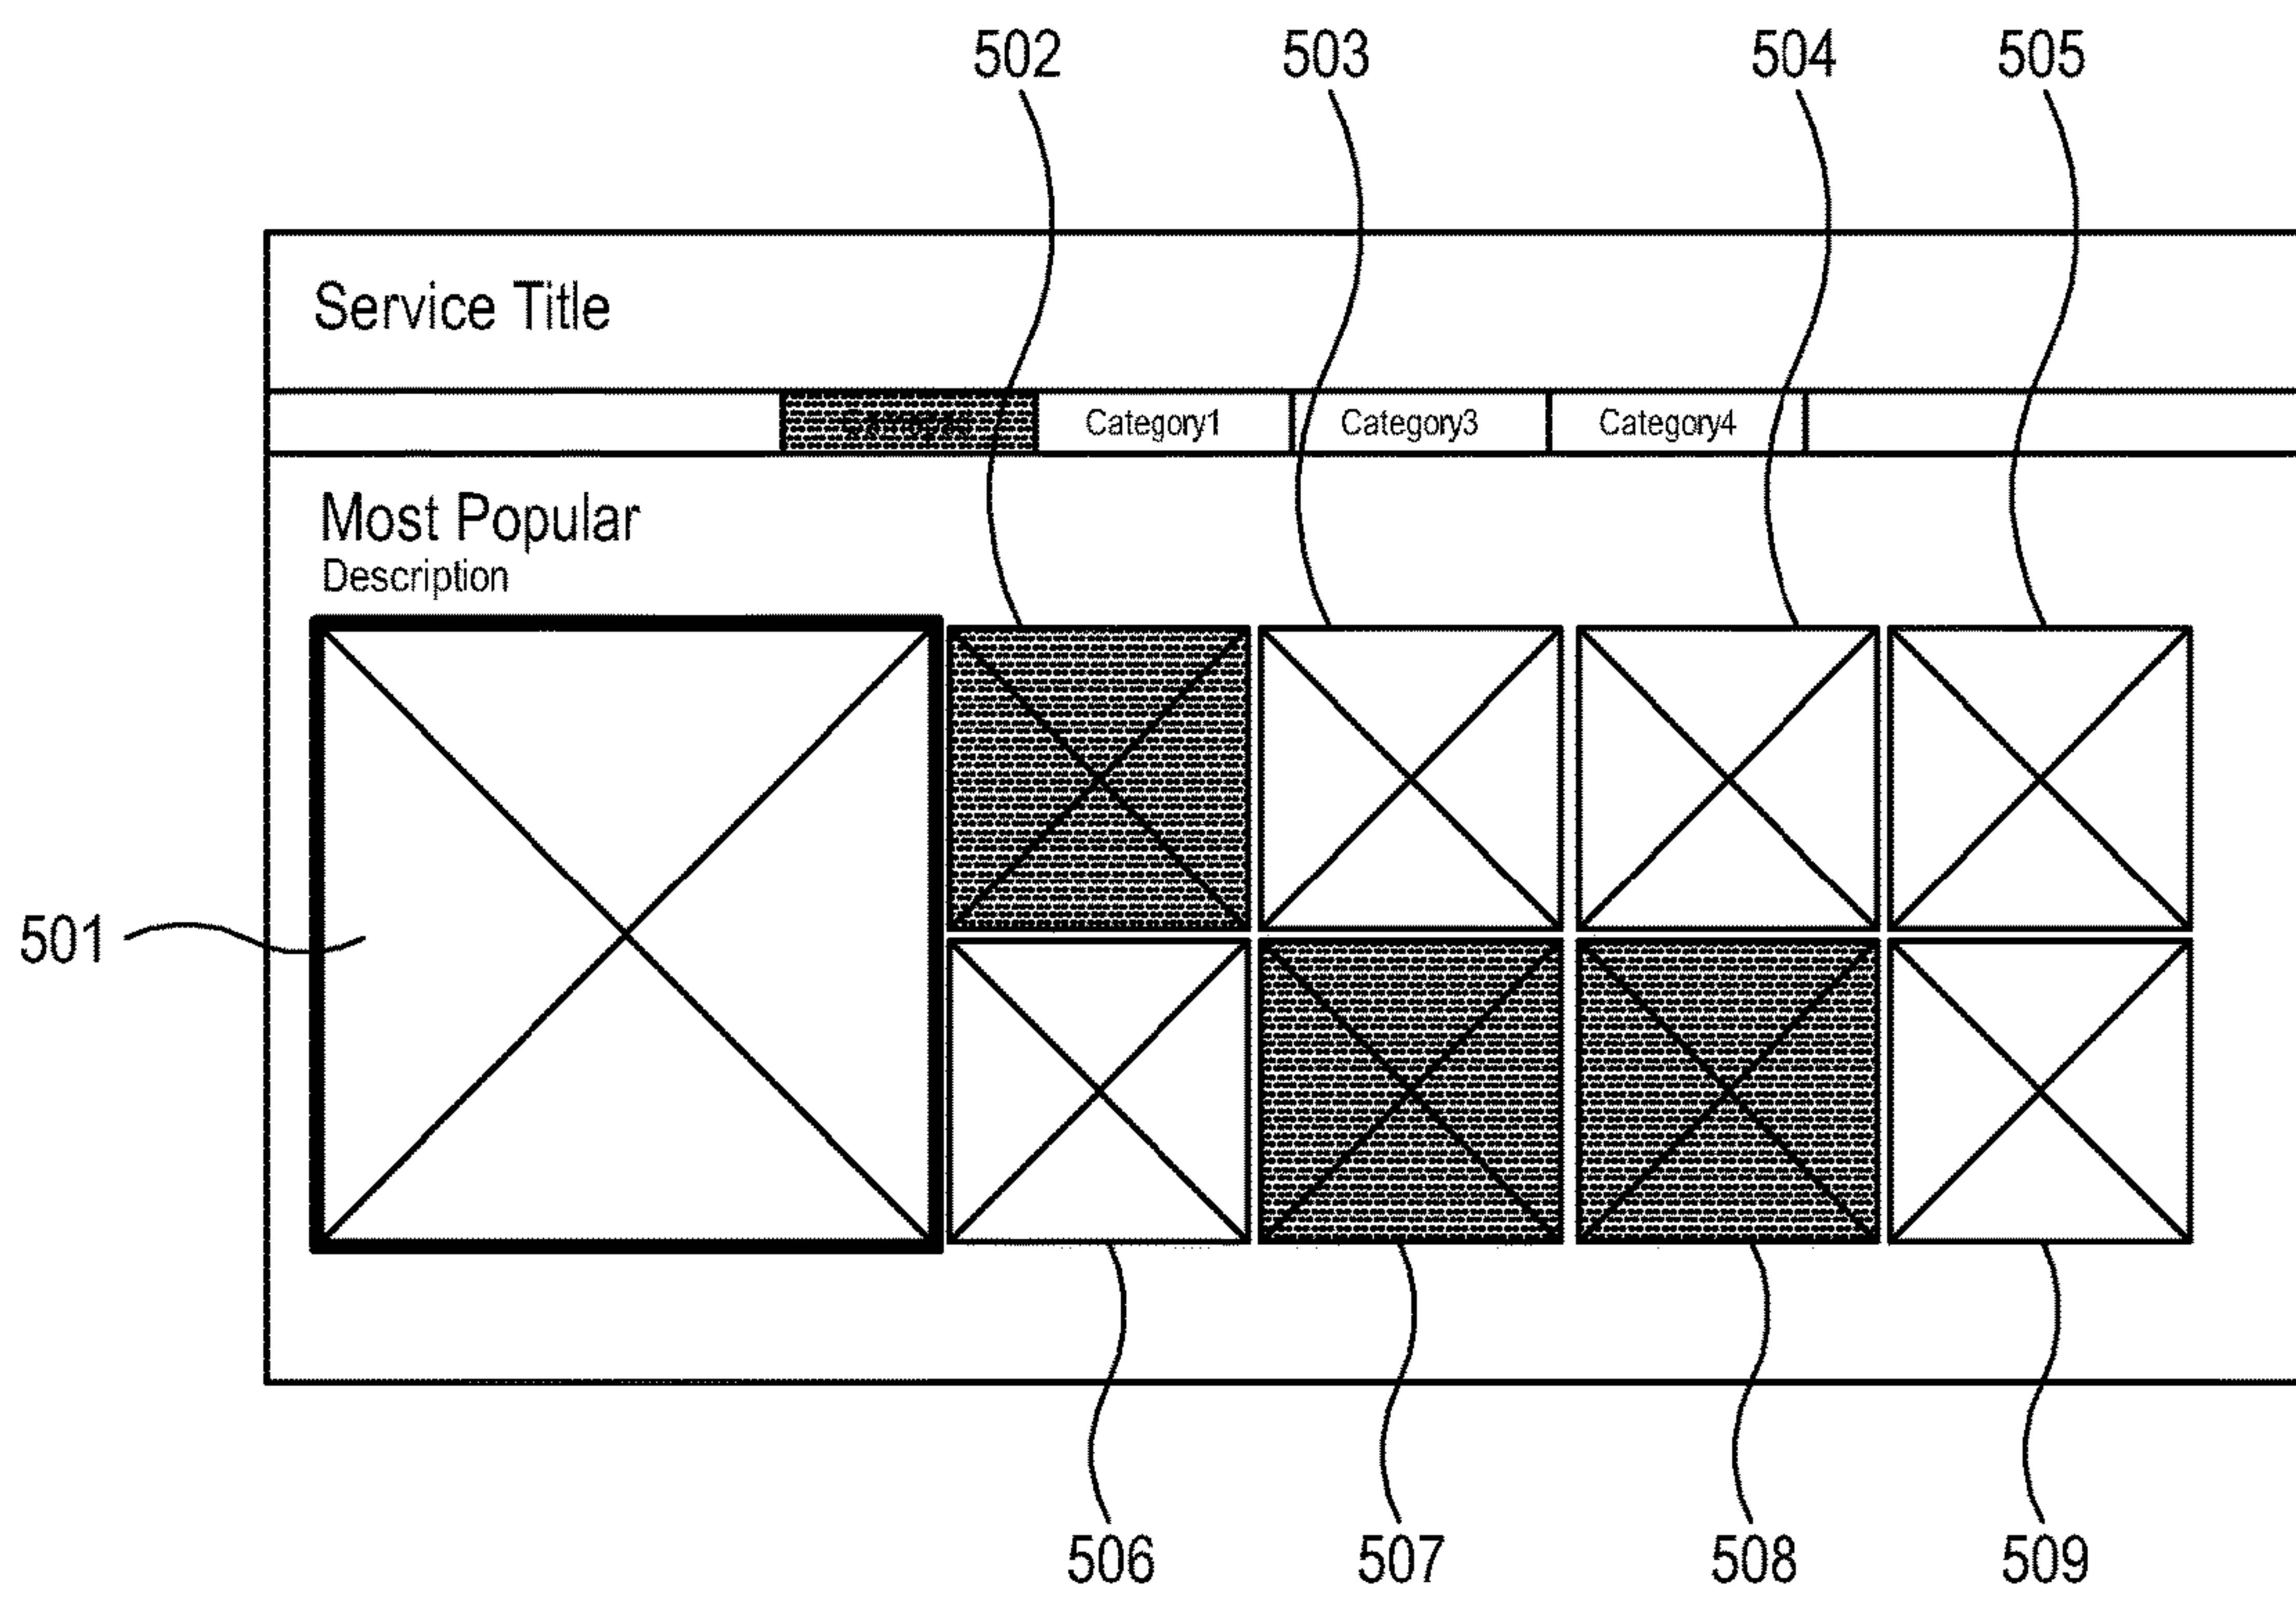 502 503 504 505
Service Title
Category1 Category3 Category4
Most Popular
Description
501
506 507 508 509